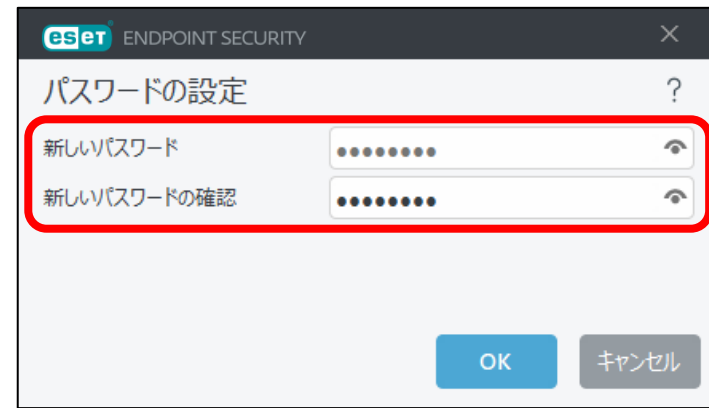 eset ENDPOINT SECURITY
パスワードの設定 ?
新しいパスワード ●●●●●●●●
新しいパスワードの確認 ●●●●●●●●
OK キャンセル